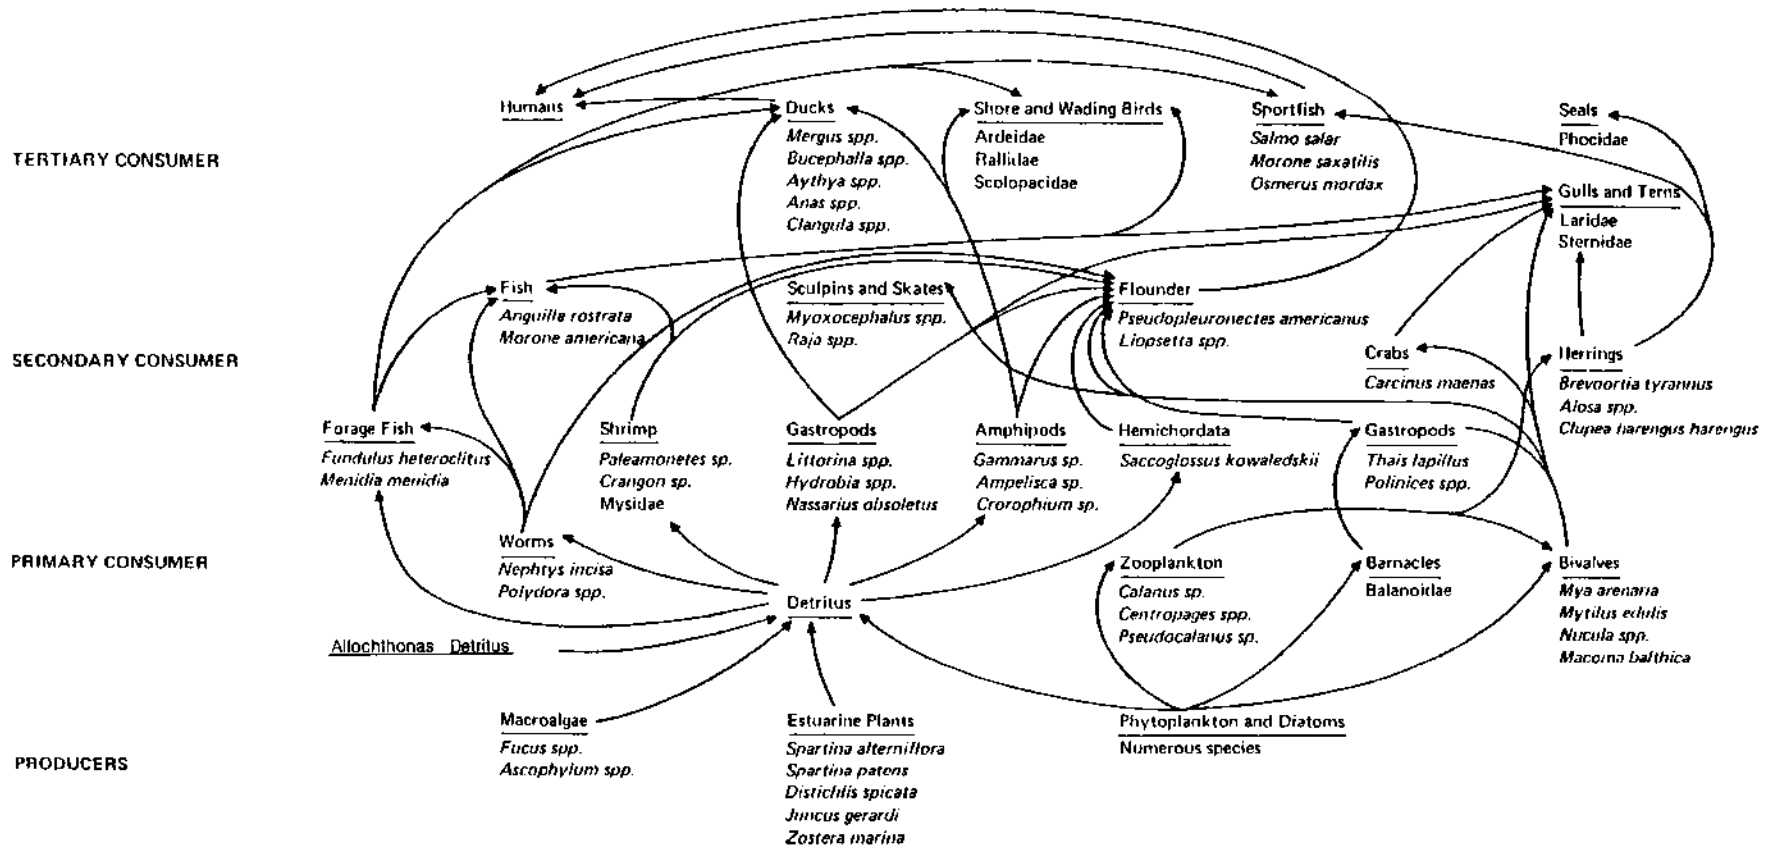 Humans
Ducks
Mergus spp.
Bucephalla spp.
Aythya spp.
Anas spp.
Clangula spp.
Shore and Wading Birds
Ardeidae
Rallidae
Scolopacidae
Sportfish
Salmo salar
Morone saxatilis
Osmerus mordax
Seals
Phocidae
TERTIARY CONSUMER
Gulls and Terns
Laridae
Sternidae
Fish
Anguilla rostrata
Morone americana
Sculpins and Skates
Myoxocephalus spp.
Raja spp.
Flounder
Pseudopleuronectes americanus
Liopsetta spp.
SECONDARY CONSUMER
Crabs
Carcinus maenas
Herrings
Brevoortia tyrannus
Alosa spp.
Clupea harengus harengus
Forage Fish
Fundulus heteroclitus
Menidia menidia
Shrimp
Paleamonetes sp.
Crangon sp.
Mysidae
Gastropods
Littorina spp.
Hydrobia spp.
Nassarius obsoletus
Amphipods
Gammarus sp.
Ampelisca sp.
Crorophium sp.
Hemichordata
Saccoglossus kowaledskii
Gastropods
Thais lapillus
Polinices spp.
PRIMARY CONSUMER
Worms
Nephtys incisa
Polydora spp.
Detritus
Zooplankton
Calanus sp.
Centropages spp.
Pseudocalanus sp.
Barnacles
Balanoidae
Bivalves
Mya arenaria
Mytilus edulis
Nucula spp.
Macoma balthica
Allochthonas Detritus
PRODUCERS
Macroalgae
Fucus spp.
Ascophylum spp.
Estuarine Plants
Spartina alterniflora
Spartina patens
Distichlis spicata
Juncus gerardi
Zostera marina
Phytoplankton and Diatoms
Numerous species